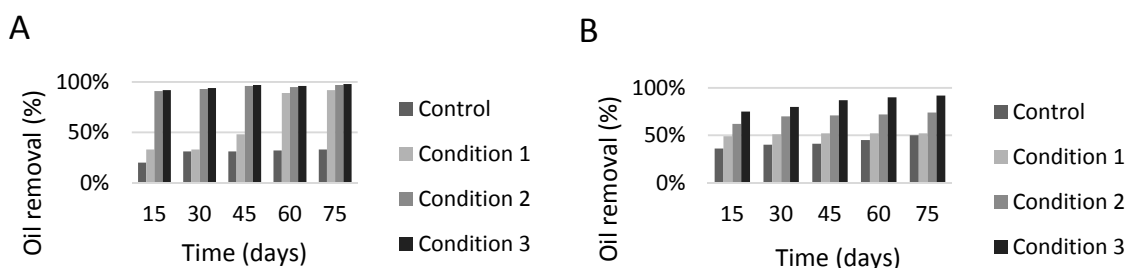 A
Oil removal (%)
100%
50%
0%
15 30 45 60 75
Time (days)
Control
Condition 1
Condition 2
Condition 3
B
Oil removal (%)
100%
50%
0%
15 30 45 60 75
Time (days)
Control
Condition 1
Condition 2
Condition 3